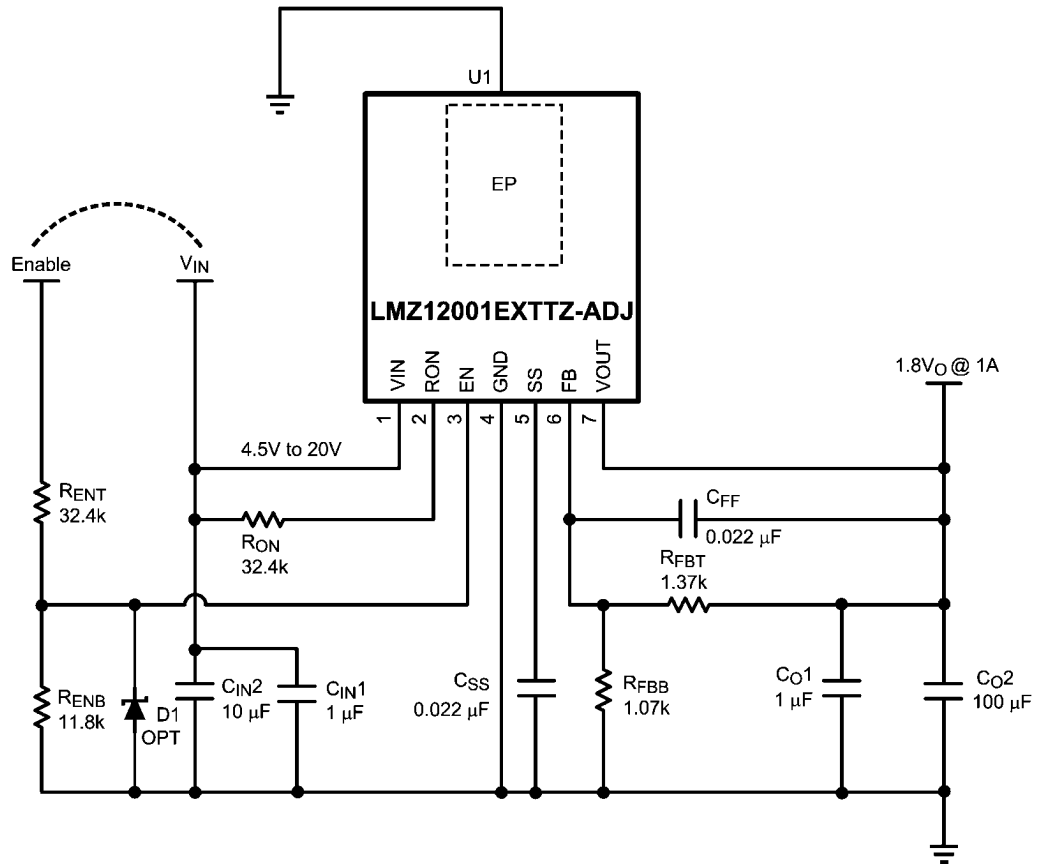 U1
EP
Enable
VIN
LMZ12001EXTTZ-ADJ
VIN
RON
EN
GND
SS
FB
VOUT
1
2
3
4
5
6
7
1.8VO @ 1A
4.5V to 20V
RENT
32.4k
RON
32.4k
CFF
0.022 µF
RFBT
1.37k
RENB
11.8k
D1
OPT
CIN2
10 µF
CIN1
1 µF
CSS
0.022 µF
RFBB
1.07k
CO1
1 µF
CO2
100 µF